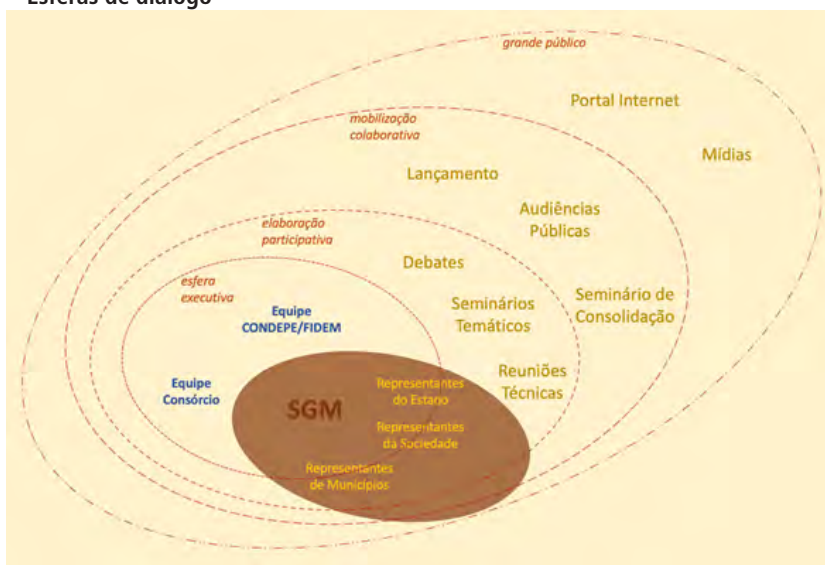 Esferas de diálogo
grande público
Portal Internet
mobilização
colaborativa
Mídias
Lançamento
Audiências
Públicas
elaboração
participativa
Debates
esfera
executiva
Seminário de
Consolidação
Seminários
Temáticos
Equipe
CONDEPE/FIDEM
Reuniões
Técnicas
Equipe
Consórcio
Representantes
do Estado
SGM
Representantes
da Sociedade
Representantes
de Municípios